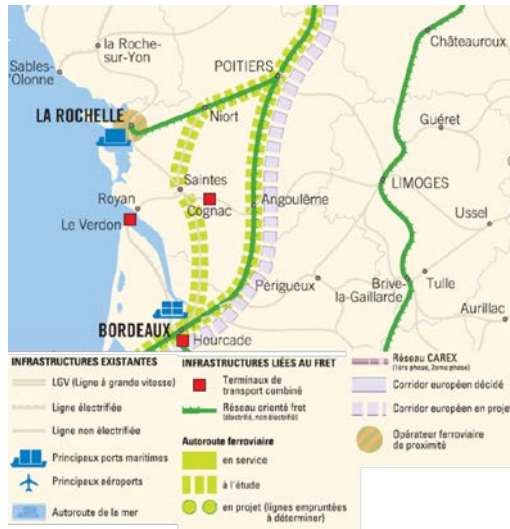 la Roche-
sur-Yon
Sables-
d'Olonne
POITIERS
Châteauroux
LA ROCHELLE
Niort
Guéret
LIMOGES
Saintes
Cognac
Royan
Angoulême
Le Verdon
Ussel
Périgueux
Brive-
la-Gaillarde
Tulle
Aurillac
BORDEAUX
Hourcade
INFRASTRUCTURES EXISTANTES
LGV (Ligne à grande vitesse)
Ligne électrifiée
Ligne non électrifiée
Principaux ports maritimes
Principaux aéroports
Autoroute de la mer
INFRASTRUCTURES LIÉES AU FRET
Terminaux de
transport combiné
Réseau orienté fret
(électrifié, non électrifié)
Autoroute ferroviaire
en service
à l'étude
en projet (lignes empruntées
à déterminer)
Réseau CAREX
(1ère phase, 2ème phase)
Corridor européen décidé
Corridor européen en projet
Opérateur ferroviaire
de proximité